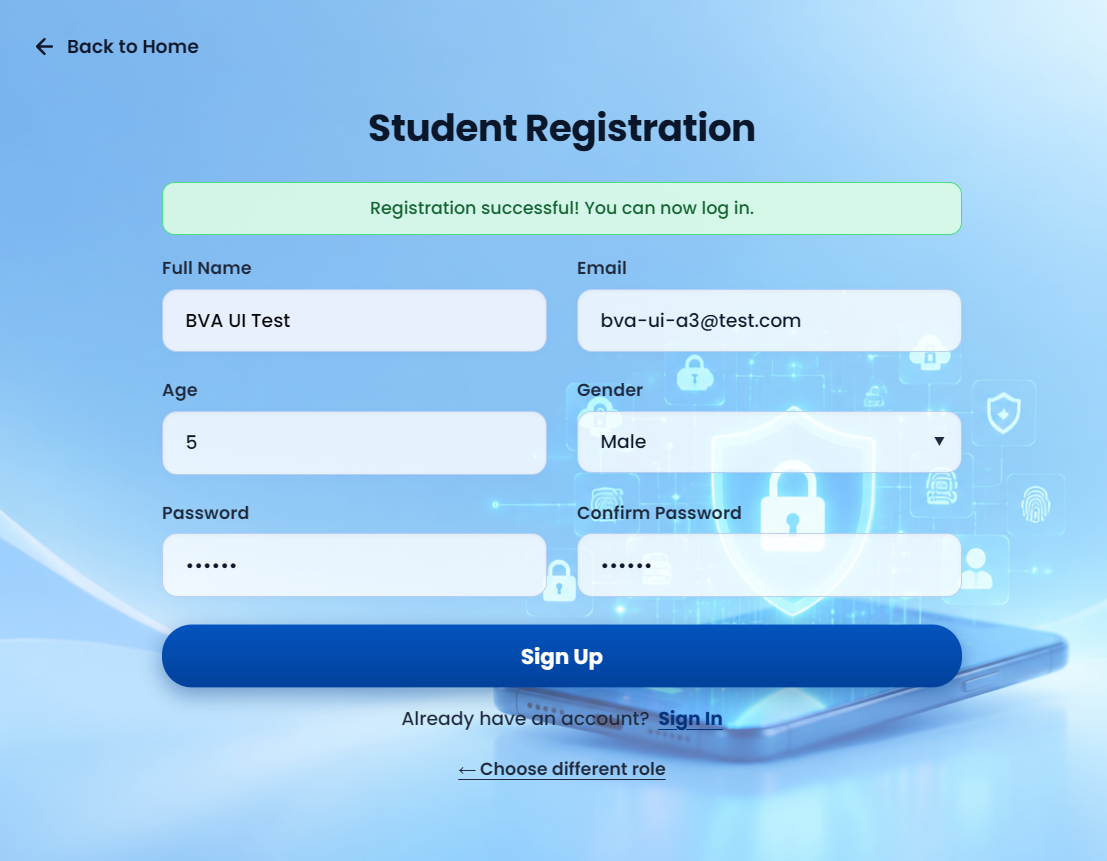 ← Back to Home
Student Registration
Registration successful! You can now log in.
Full Name
Email
BVA UI Test
bva-ui-a3@test.com
Age
Gender
5
Male ▼
Password
Confirm Password
••••••
••••••
Sign Up
Already have an account? Sign In
← Choose different role